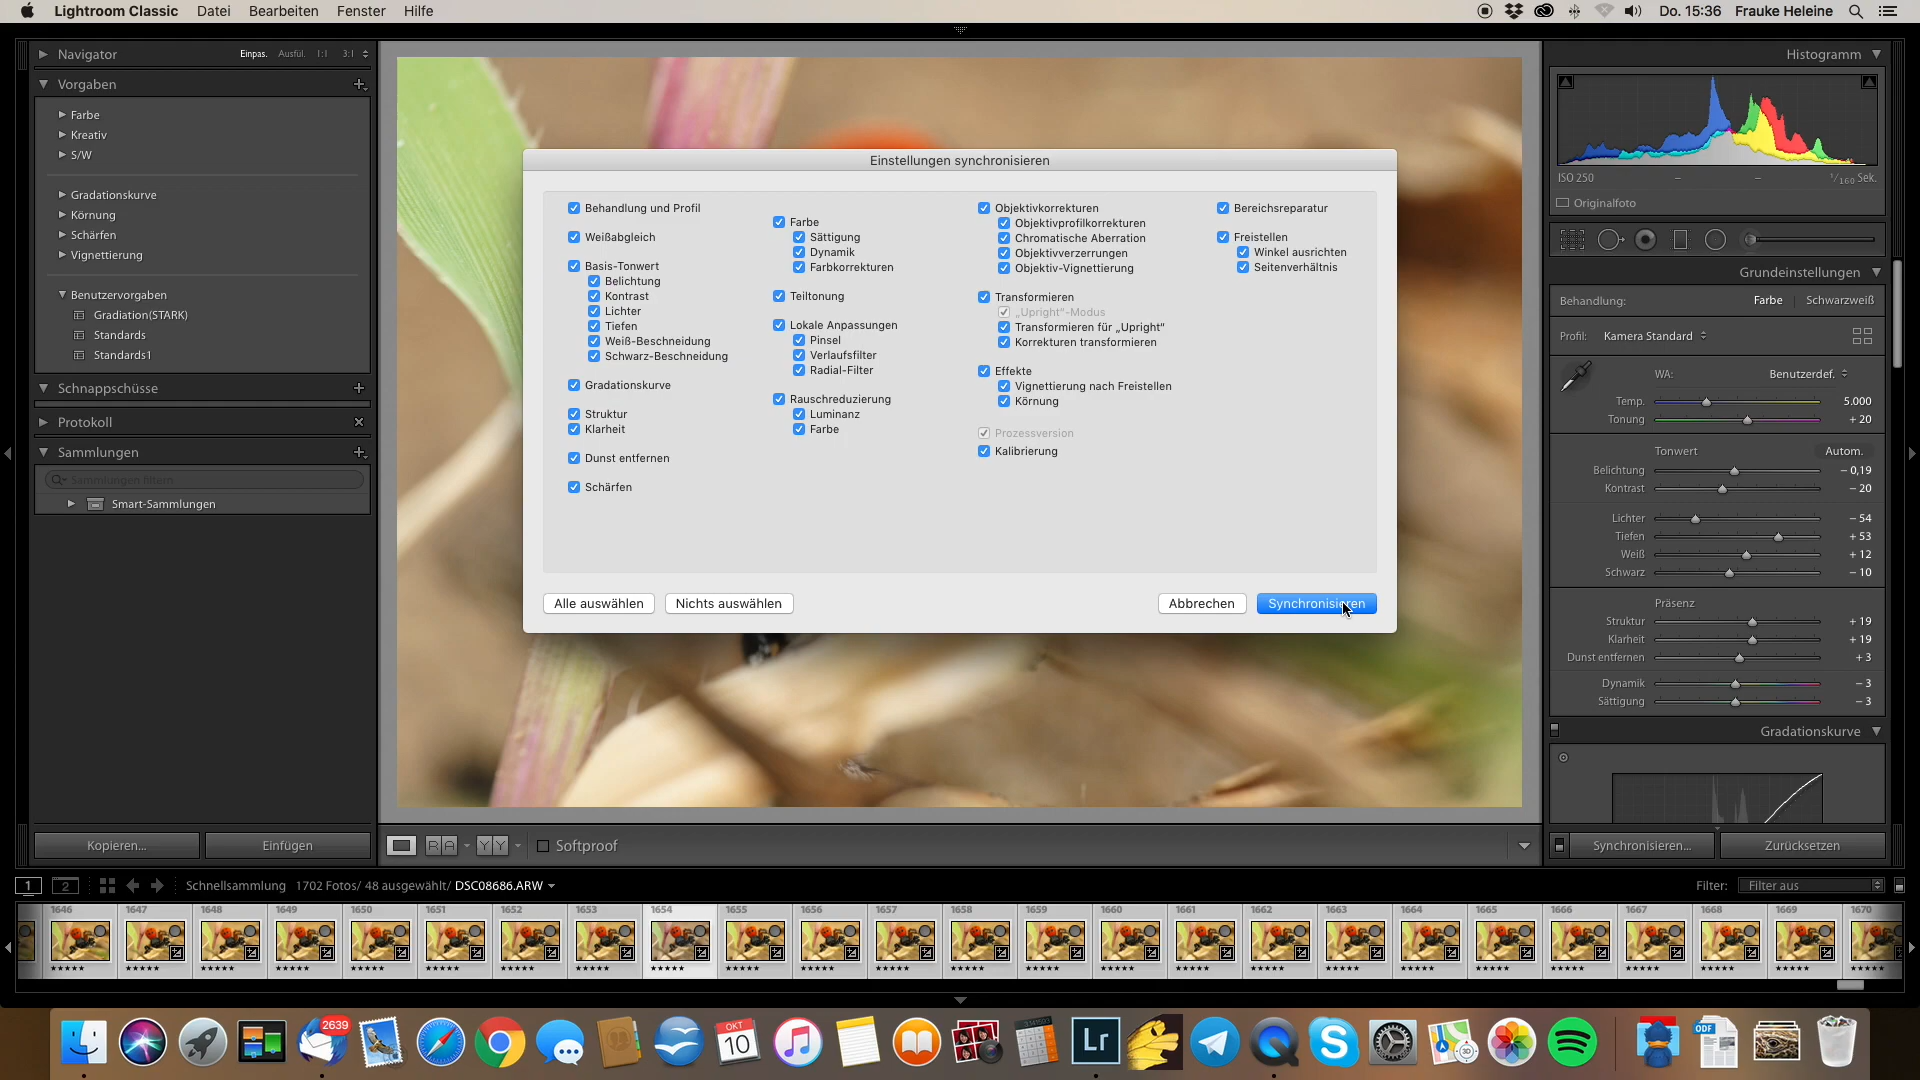 Lightroom Classic Datei Bearbeiten Fenster Hilfe Do. 15:36 Frauke Heleine
Navigator Einpas. Ausfül. 1:1 3:1
Vorgaben
Farbe
Kreativ
S/W
Gradationskurve
Körnung
Schärfen
Vignettierung
Benutzervorgaben
Gradiation(STARK)
Standards
Standards1
Schnappschüsse
Protokoll
Sammlungen
Sammlungen filtern
Smart-Sammlungen
Kopieren... Einfügen
Einstellungen synchronisieren
Behandlung und Profil
Weißabgleich
Basis-Tonwert
Belichtung
Kontrast
Lichter
Tiefen
Weiß-Beschneidung
Schwarz-Beschneidung
Gradationskurve
Struktur
Klarheit
Dunst entfernen
Schärfen
Farbe
Sättigung
Dynamik
Farbkorrekturen
Teiltonung
Lokale Anpassungen
Pinsel
Verlaufsfilter
Radial-Filter
Rauschreduzierung
Luminanz
Farbe
Objektivkorrekturen
Objektivprofilkorrekturen
Chromatische Aberration
Objektivverzerrungen
Objektiv-Vignettierung
Transformieren
„Upright"-Modus
Transformieren für „Upright"
Korrekturen transformieren
Effekte
Vignettierung nach Freistellen
Körnung
Prozessversion
Kalibrierung
Bereichsreparatur
Freistellen
Winkel ausrichten
Seitenverhältnis
Alle auswählen Nichts auswählen Abbrechen Synchronisieren
Histogramm
ISO 250 – – 1/160 Sek.
Originalfoto
Grundeinstellungen
Behandlung: Farbe Schwarzweiß
Profil: Kamera Standard
WA: Benutzerdef.
Temp. 5.000
Tonung + 20
Tonwert Autom.
Belichtung – 0,19
Kontrast – 20
Lichter – 54
Tiefen + 53
Weiß + 12
Schwarz – 10
Präsenz
Struktur + 19
Klarheit + 19
Dunst entfernen + 3
Dynamik – 3
Sättigung – 3
Gradationskurve
Synchronisieren... Zurücksetzen
R A Y Y Softproof
1 2 Schnellsammlung 1702 Fotos/ 48 ausgewählt/ DSC08686.ARW Filter: Filter aus
1646 1647 1648 1649 1650 1651 1652 1653 1654 1655 1656 1657 1658 1659 1660 1661 1662 1663 1664 1665 1666 1667 1668 1669 1670
2639
OKT
10
Lr
3D
ODF